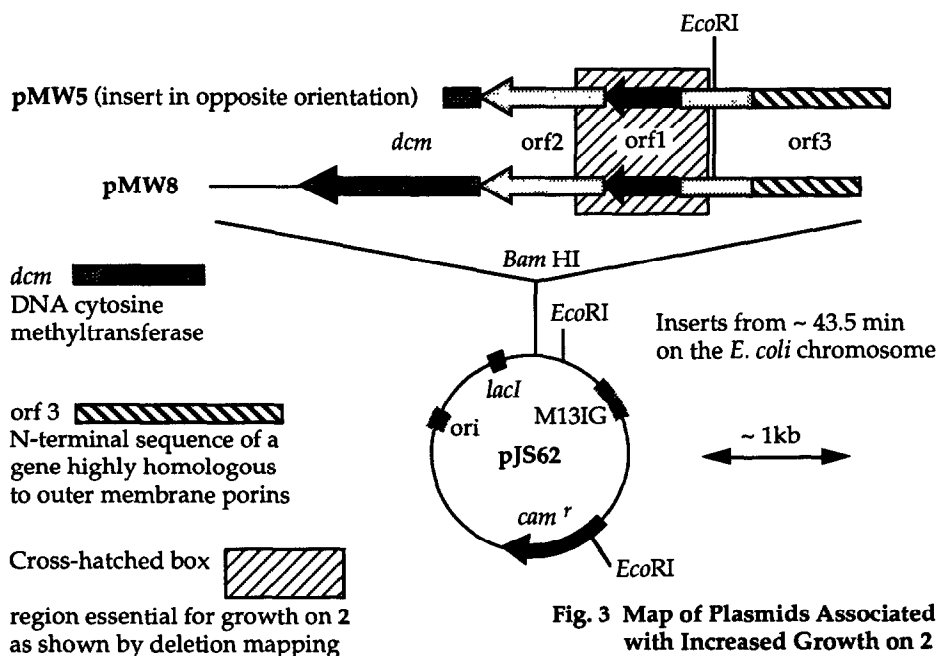 EcoRI
pMW5 (insert in opposite orientation)
dcm
orf2
orf1
orf3
pMW8
Bam HI
dcm
DNA cytosine
methyltransferase
EcoRI
Inserts from ~ 43.5 min
on the E. coli chromosome
lacI
M13IG
ori
pJS62
~ 1kb
orf 3
N-terminal sequence of a
gene highly homologous
to outer membrane porins
cam r
EcoRI
Cross-hatched box
region essential for growth on 2
as shown by deletion mapping
Fig. 3 Map of Plasmids Associated
with Increased Growth on 2